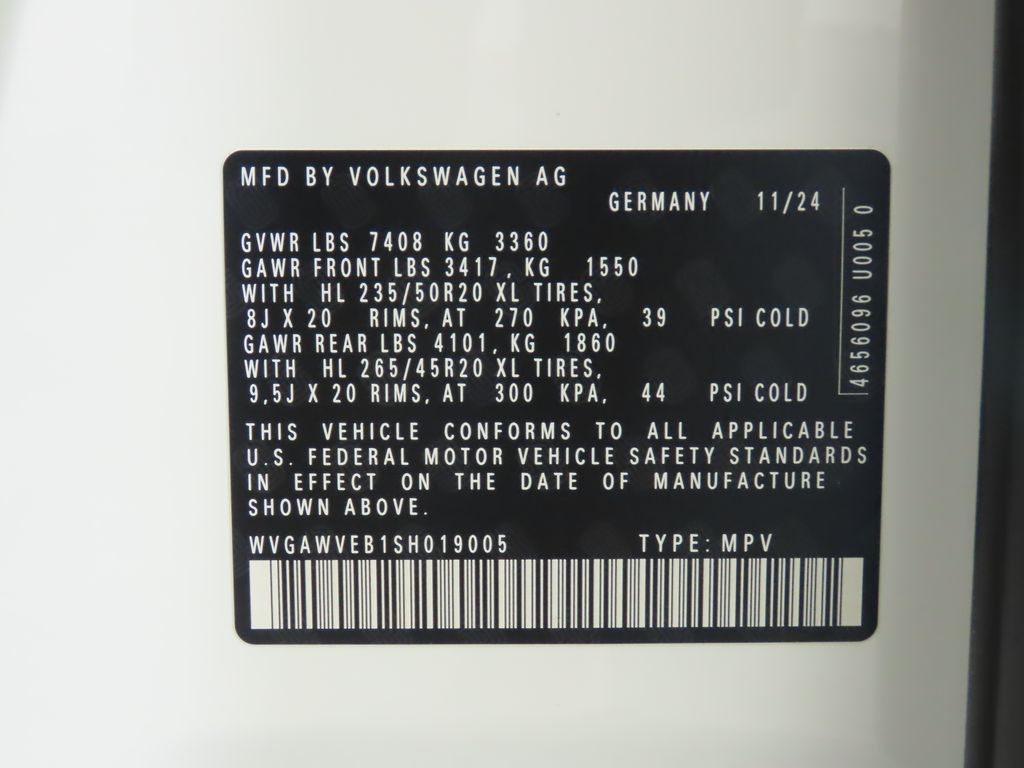 MFD BY VOLKSWAGEN AG
GERMANY 11/24
GVWR LBS 7408 KG 3360
GAWR FRONT LBS 3417, KG 1550
WITH HL 235/50R20 XL TIRES,
8J X 20 RIMS, AT 270 KPA, 39 PSI COLD
GAWR REAR LBS 4101, KG 1860
WITH HL 265/45R20 XL TIRES,
9,5J X 20 RIMS, AT 300 KPA, 44 PSI COLD
THIS VEHICLE CONFORMS TO ALL APPLICABLE
U.S. FEDERAL MOTOR VEHICLE SAFETY STANDARDS
IN EFFECT ON THE DATE OF MANUFACTURE
SHOWN ABOVE.
WVGAWVEB1SH019005 TYPE: MPV
4656096 U005 0